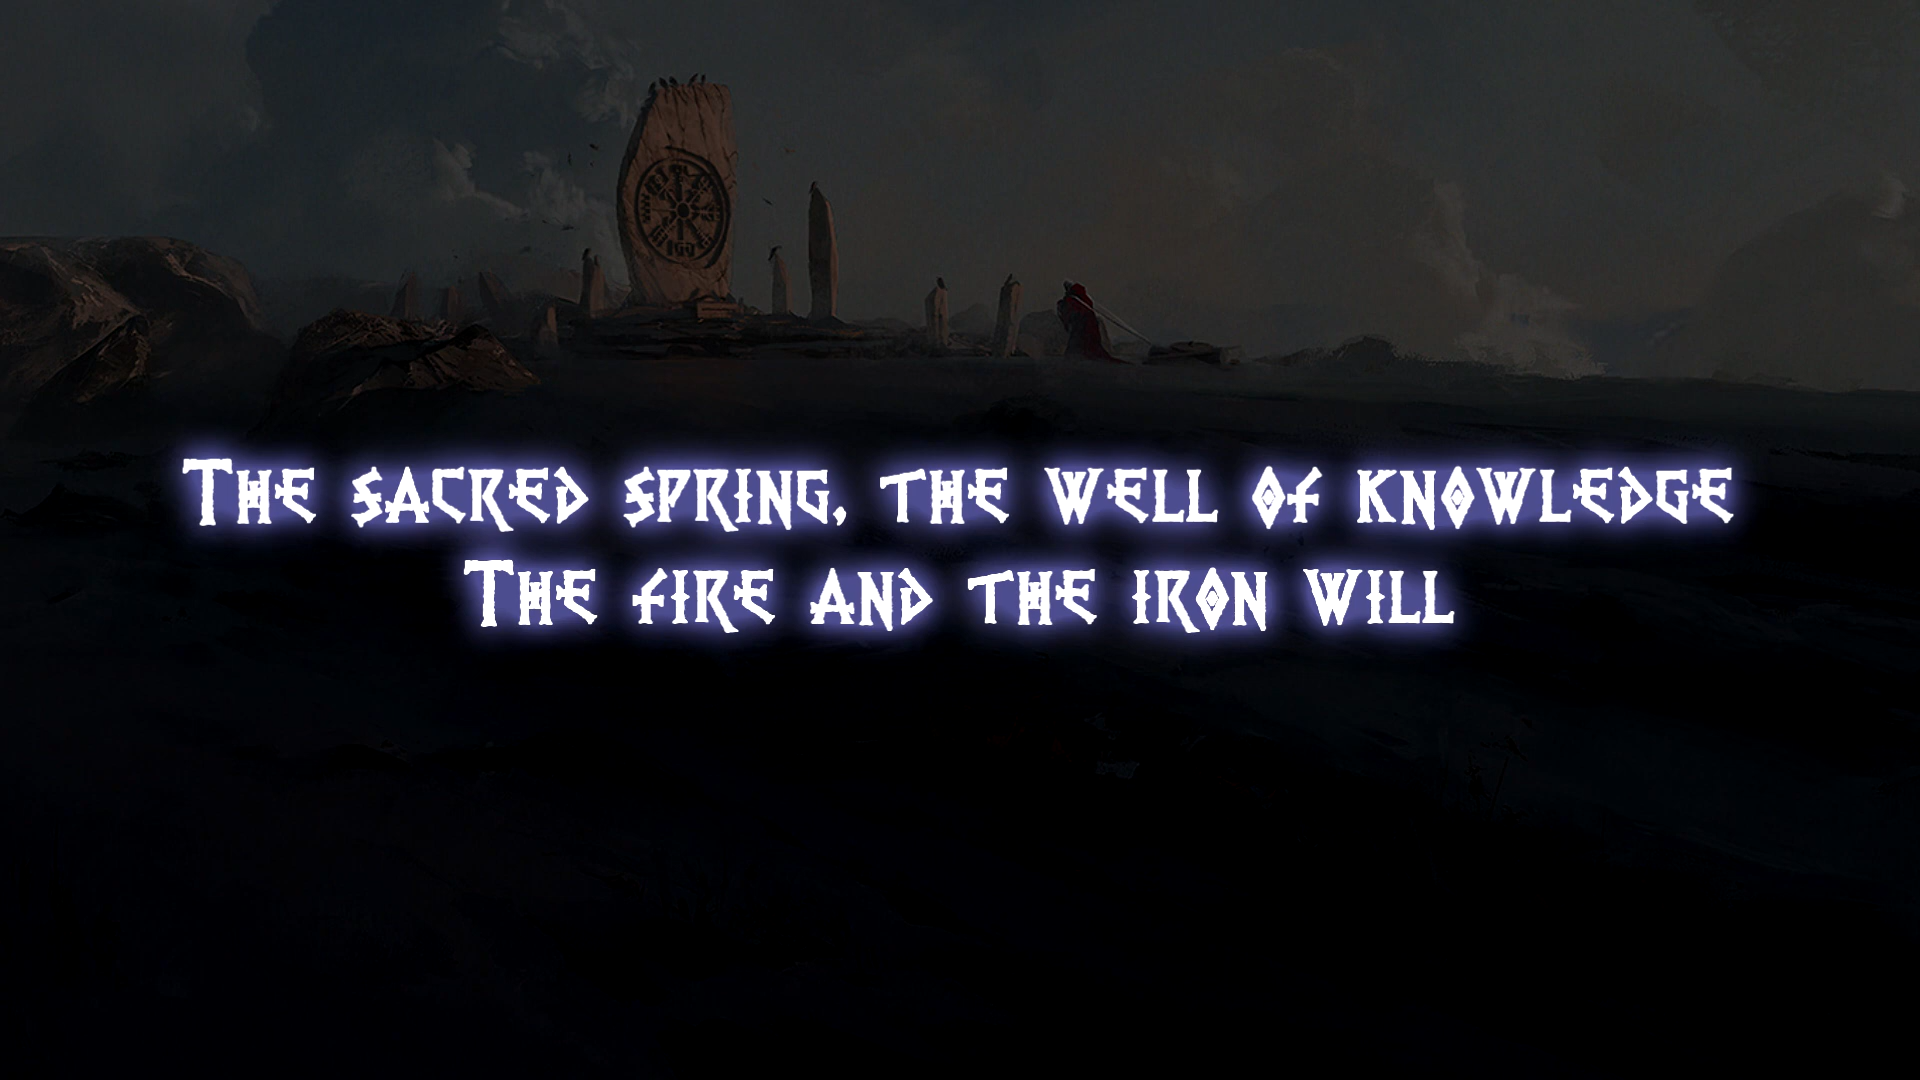 The sacred spring, the well of knowledge
The fire and the iron will